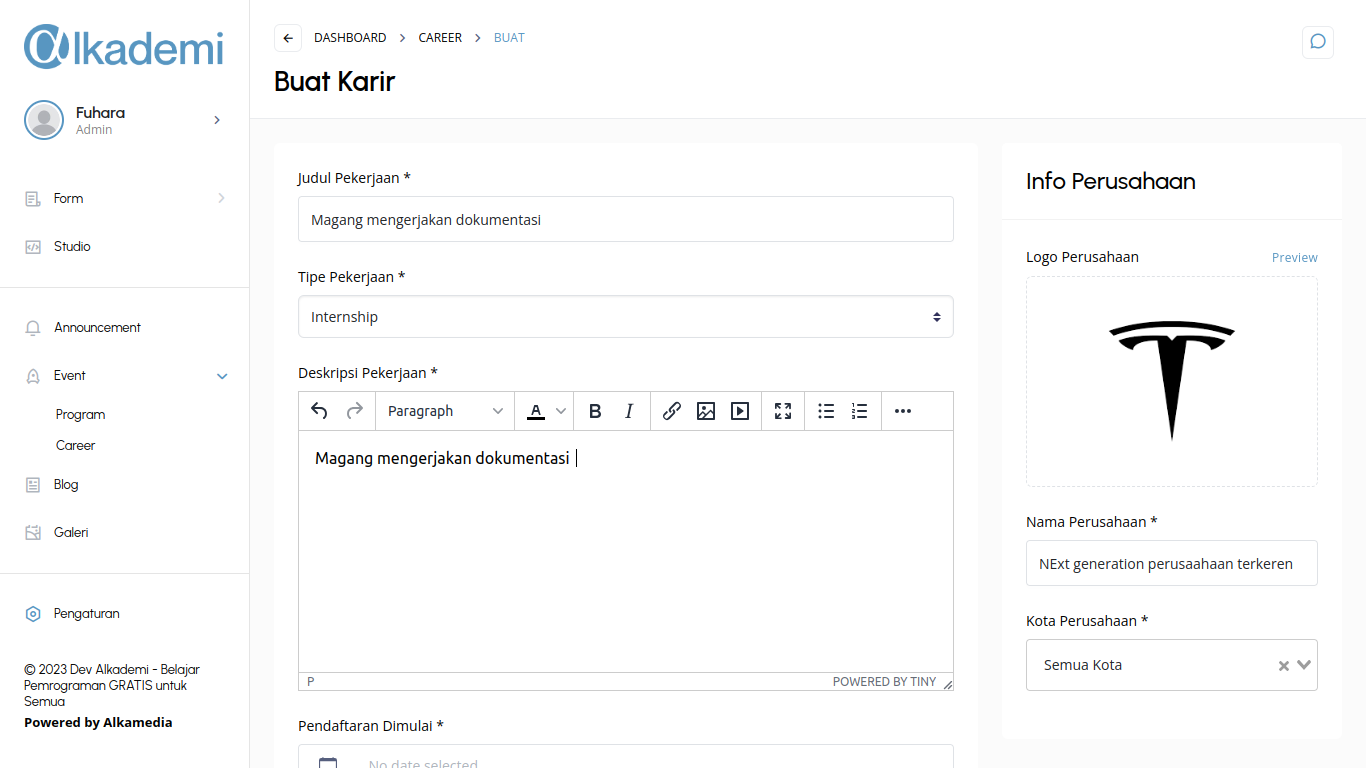 Alkademi
Fuhara
Admin
Form
Studio
Announcement
Event
Program
Career
Blog
Galeri
Pengaturan
© 2023 Dev Alkademi - Belajar
Pemrograman GRATIS untuk
Semua
Powered by Alkamedia
DASHBOARD > CAREER > BUAT
Buat Karir
Judul Pekerjaan *
Magang mengerjakan dokumentasi
Tipe Pekerjaan *
Internship
Deskripsi Pekerjaan *
Paragraph A B I
Magang mengerjakan dokumentasi
P POWERED BY TINY
Pendaftaran Dimulai *
No date selected
Info Perusahaan
Logo Perusahaan Preview
Nama Perusahaan *
NExt generation perusaahaan terkeren
Kota Perusahaan *
Semua Kota